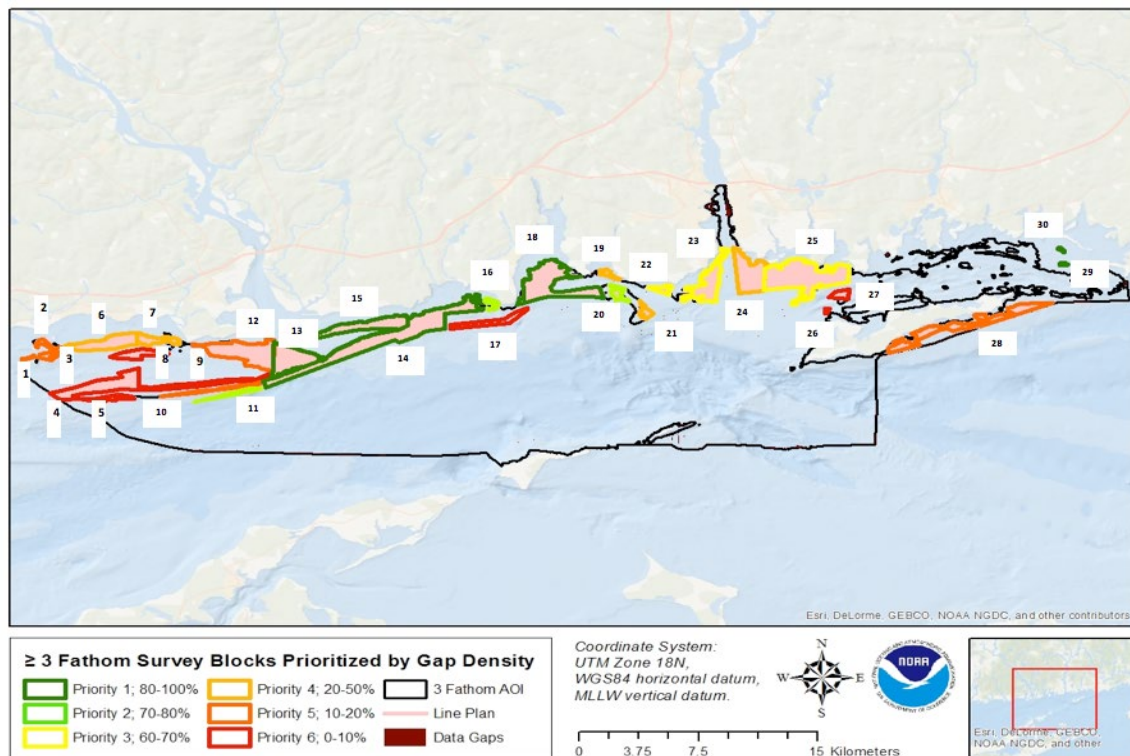 30
18
19
23
25
22
16
29
15
27
2
6
7
12
13
20
24
26
17
21
28
1
3
8
9
14
4
5
10
11
Esri, DeLorme, GEBCO, NOAA NGDC, and other contributors
≥ 3 Fathom Survey Blocks Prioritized by Gap Density
Priority 1; 80-100%
Priority 4; 20-50%
3 Fathom AOI
Priority 2; 70-80%
Priority 5; 10-20%
Line Plan
Priority 3; 60-70%
Priority 6; 0-10%
Data Gaps
Coordinate System:
UTM Zone 18N,
WGS84 horizontal datum,
MLLW vertical datum.
N
W
E
S
NOAA
0 3.75 7.5 15 Kilometers
Esri, DeLorme, GEBCO,
NOAA NGDC, and other